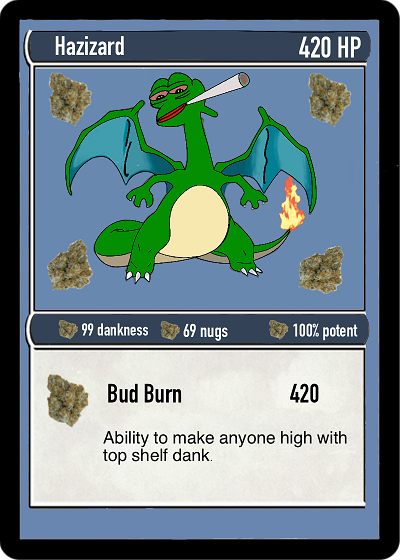 Hazizard 420 HP
99 dankness 69 nugs 100% potent
Bud Burn 420
Ability to make anyone high with
top shelf dank.